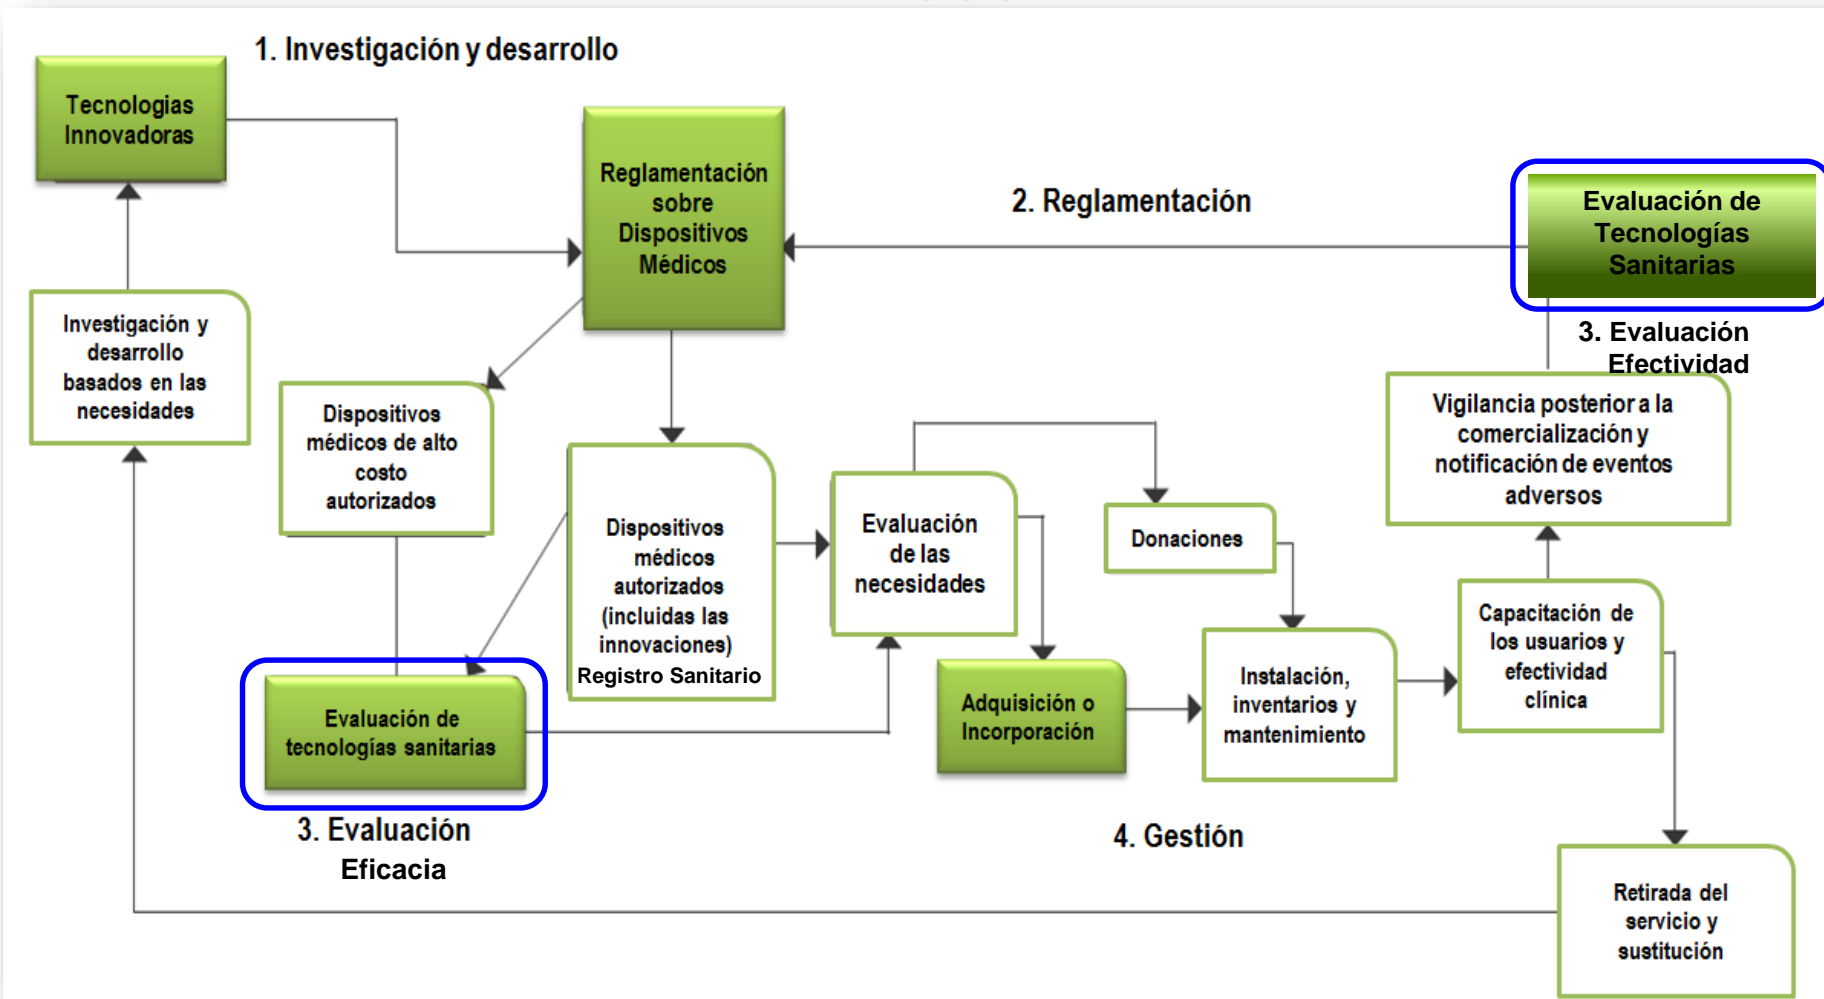 1. Investigación y desarrollo
Tecnologias
Innovadoras
Reglamentación
sobre
Dispositivos
Médicos
2. Reglamentación
Evaluación de
Tecnologías
Sanitarias
3. Evaluación
Efectividad
Investigación y
desarrollo
basados en las
necesidades
Dispositivos
médicos de alto
costo
autorizados
Dispositivos
médicos
autorizados
(incluidas las
innovaciones)
Registro Sanitario
Evaluación
de las
necesidades
Donaciones
Vigilancia posterior a la
comercialización y
notificación de eventos
adversos
Evaluación de
tecnologías sanitarias
3. Evaluación
Eficacia
Adquisición o
Incorporación
Instalación,
inventarios y
mantenimiento
Capacitación de
los usuarios y
efectividad
clínica
4. Gestión
Retirada del
servicio y
sustitución